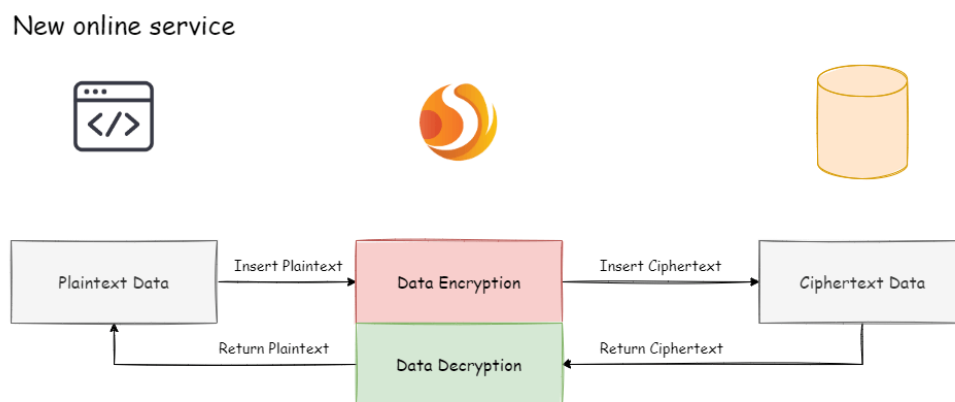 New online service
</>
Plaintext Data
Insert Plaintext
Data Encryption
Insert Ciphertext
Ciphertext Data
Return Plaintext
Data Decryption
Return Ciphertext